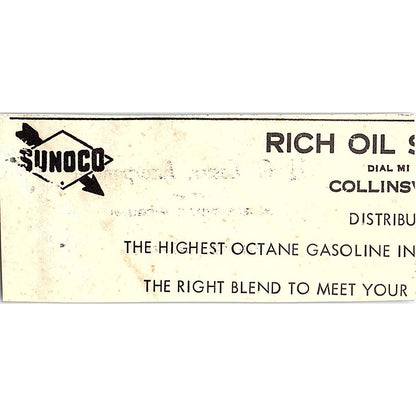 SUNOCO
RICH OIL S
DIAL MI
COLLINSV
DISTRIBU
THE HIGHEST OCTANE GASOLINE IN
THE RIGHT BLEND TO MEET YOUR